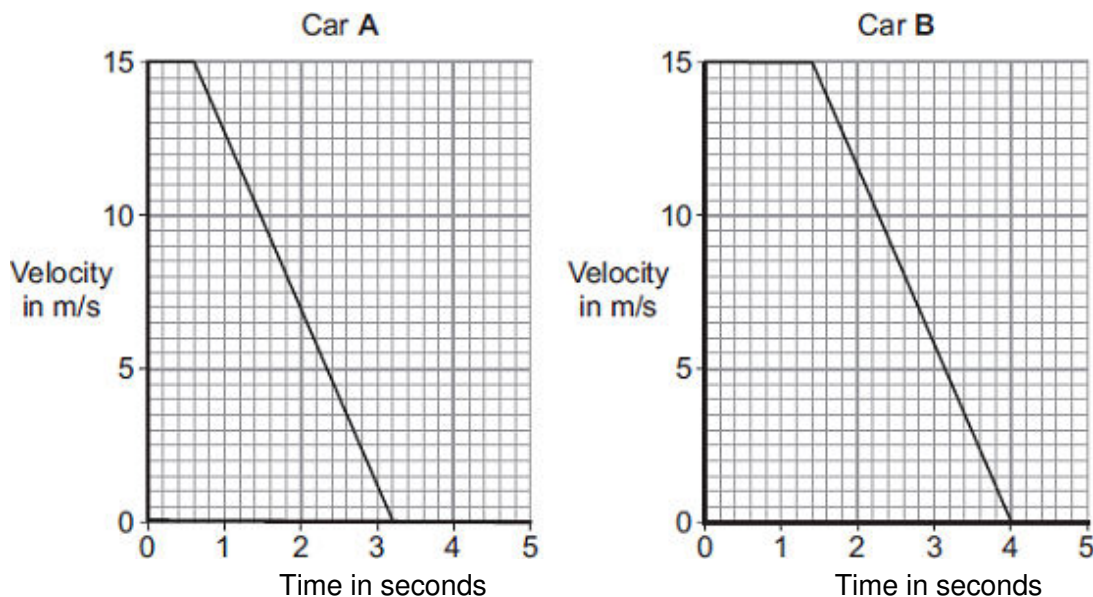 Car A
15
10
Velocity
in m/s
5
0
0 1 2 3 4 5
Time in seconds
Car B
15
10
Velocity
in m/s
5
0
0 1 2 3 4 5
Time in seconds